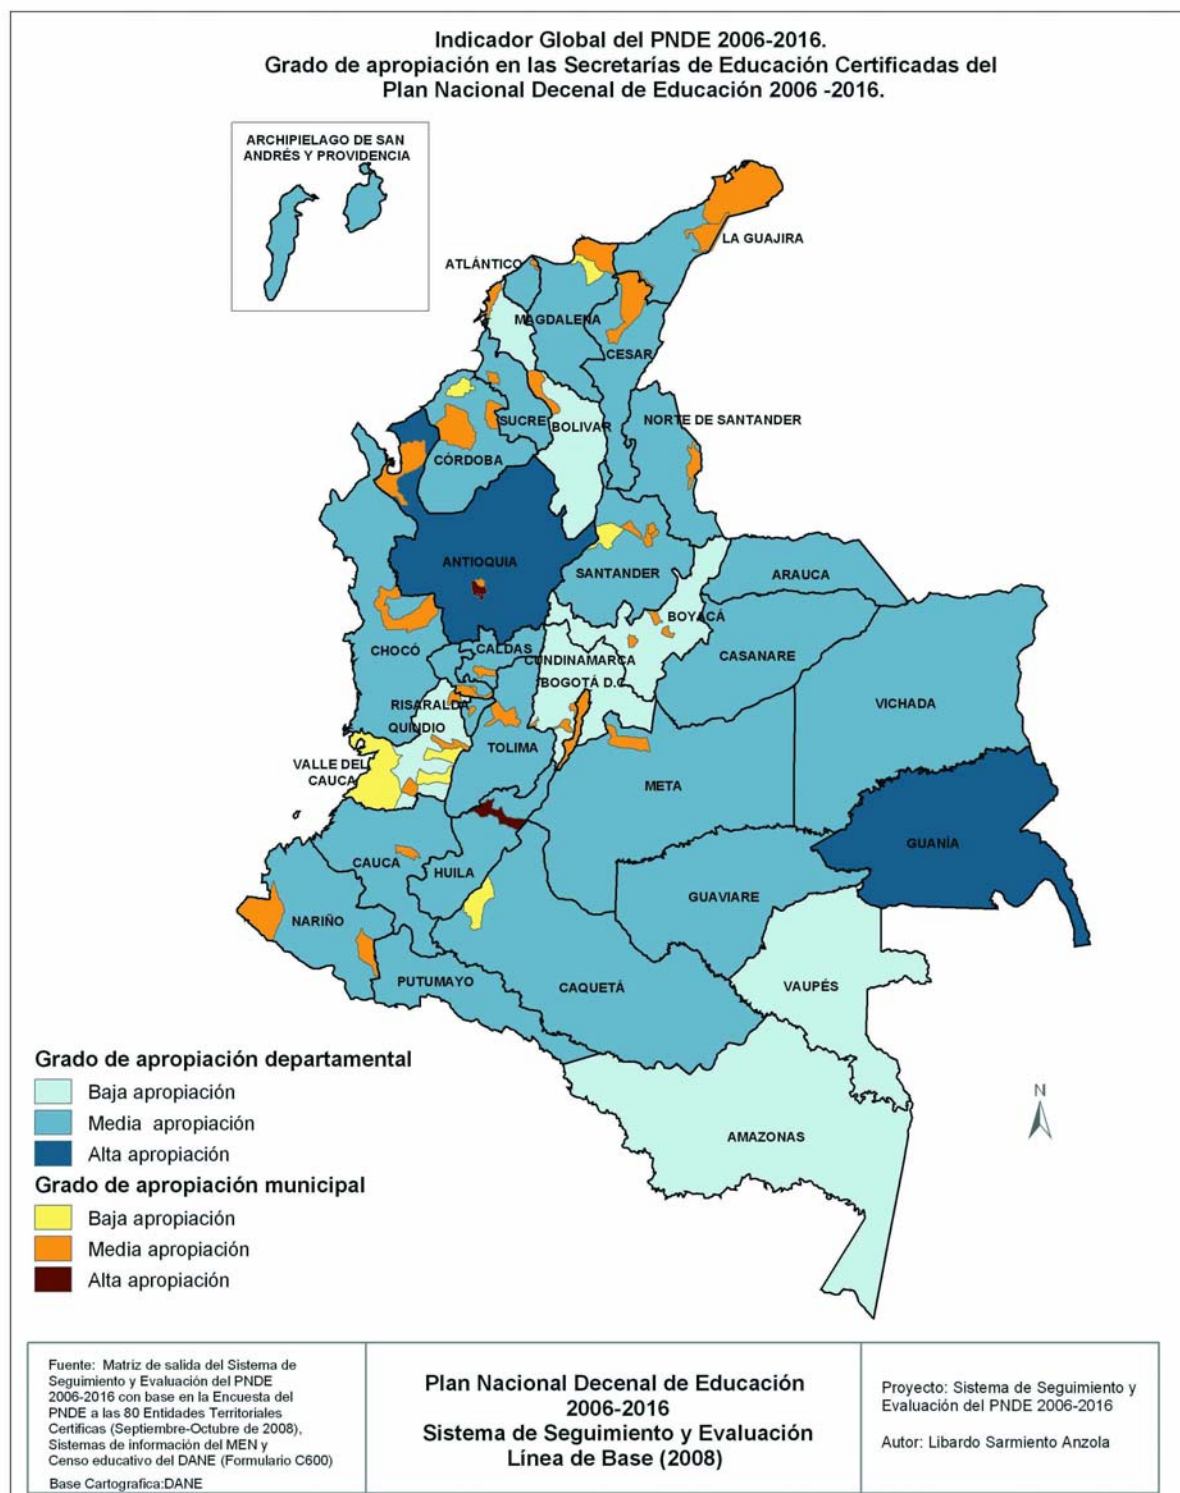 Indicador Global del PNDE 2006-2016.
Grado de apropiación en las Secretarías de Educación Certificadas del
Plan Nacional Decenal de Educación 2006 -2016.
ARCHIPIELAGO DE SAN
ANDRÉS Y PROVIDENCIA
LA GUAJIRA
ATLÁNTICO
MAGDALENA
CESAR
NORTE DE SANTANDER
SUCRE
BOLIVAR
CÓRDOBA
ANTIOQUIA
SANTANDER
ARAUCA
BOYACÁ
CHOCÓ
CALDAS
CUNDINAMARCA
CASANARE
BOGOTÁ D.C
RISARALDA
VICHADA
QUINDIO
TOLIMA
VALLE DEL
CAUCA
META
GUANÍA
CAUCA
HUILA
GUAVIARE
NARIÑO
PUTUMAYO
CAQUETÁ
VAUPÉS
AMAZONAS
N
Grado de apropiación departamental
Baja apropiación
Media apropiación
Alta apropiación
Grado de apropiación municipal
Baja apropiación
Media apropiación
Alta apropiación
Fuente: Matriz de salida del Sistema de
Seguimiento y Evaluación del PNDE
2006-2016 con base en la Encuesta del
PNDE a las 80 Entidades Territoriales
Certificas (Septiembre-Octubre de 2008),
Sistemas de información del MEN y
Censo educativo del DANE (Formulario C600)
Base Cartografica:DANE
Plan Nacional Decenal de Educación
2006-2016
Sistema de Seguimiento y Evaluación
Línea de Base (2008)
Proyecto: Sistema de Seguimiento y
Evaluación del PNDE 2006-2016
Autor: Libardo Sarmiento Anzola